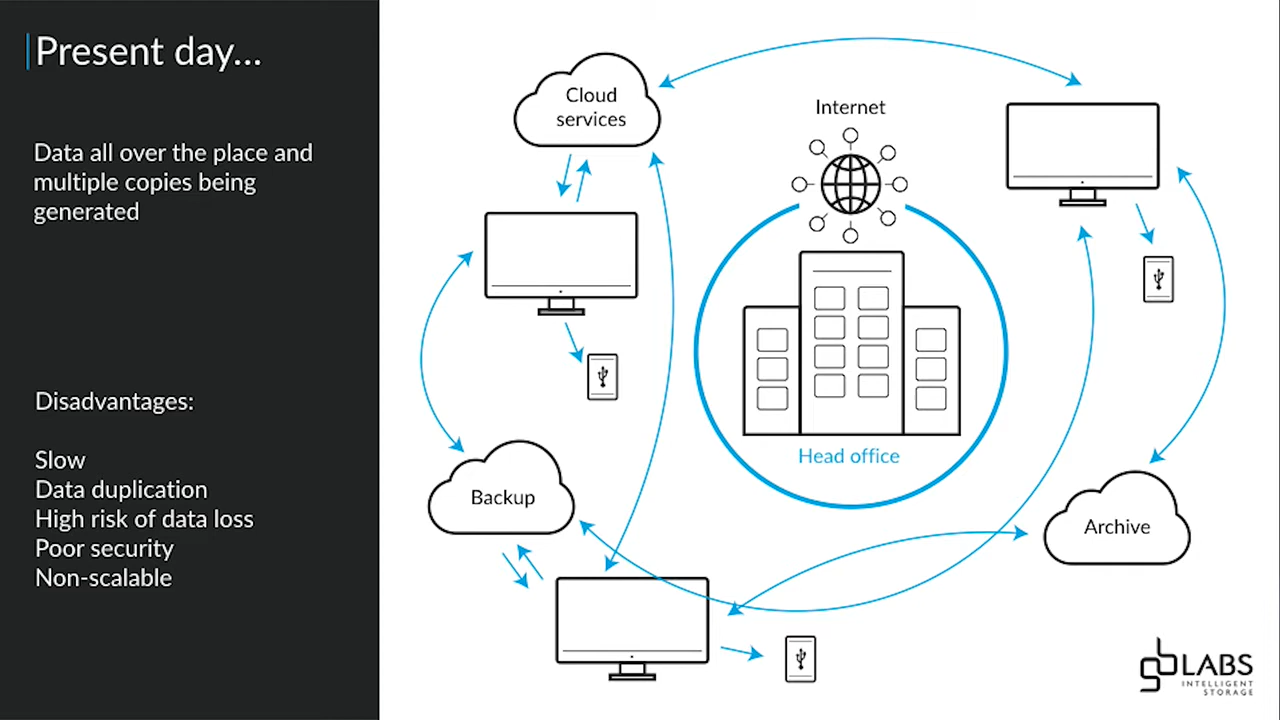 Present day...
Data all over the place and
multiple copies being
generated
Disadvantages:
Slow
Data duplication
High risk of data loss
Poor security
Non-scalable
Cloud
services
Internet
Head office
Backup
Archive
gb LABS
INTELLIGENT
STORAGE